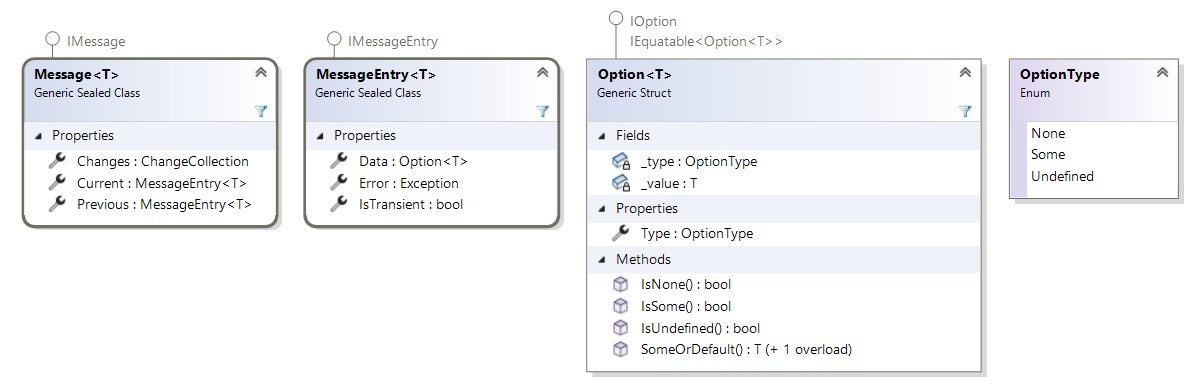 IMessage
Message<T>
Generic Sealed Class
Properties
Changes : ChangeCollection
Current : MessageEntry<T>
Previous : MessageEntry<T>
IMessageEntry
MessageEntry<T>
Generic Sealed Class
Properties
Data : Option<T>
Error : Exception
IsTransient : bool
IOption
IEquatable<Option<T>>
Option<T>
Generic Struct
Fields
_type : OptionType
_value : T
Properties
Type : OptionType
Methods
IsNone() : bool
IsSome() : bool
IsUndefined() : bool
SomeOrDefault() : T (+ 1 overload)
OptionType
Enum
None
Some
Undefined